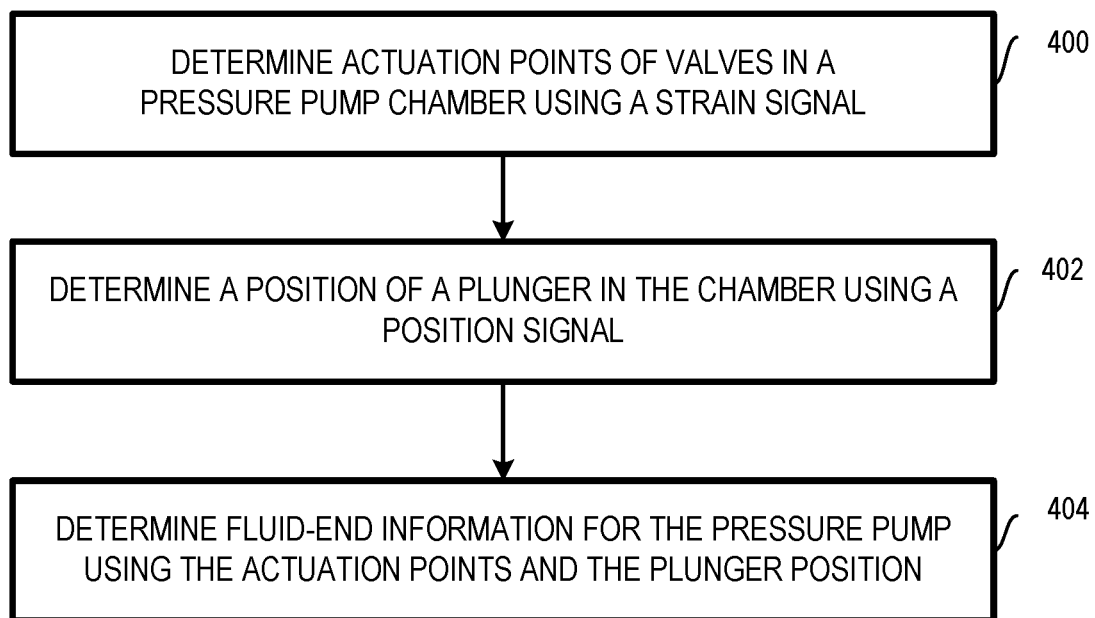 DETERMINE ACTUATION POINTS OF VALVES IN A
PRESSURE PUMP CHAMBER USING A STRAIN SIGNAL
400
DETERMINE A POSITION OF A PLUNGER IN THE CHAMBER USING A
POSITION SIGNAL
402
DETERMINE FLUID-END INFORMATION FOR THE PRESSURE PUMP
USING THE ACTUATION POINTS AND THE PLUNGER POSITION
404